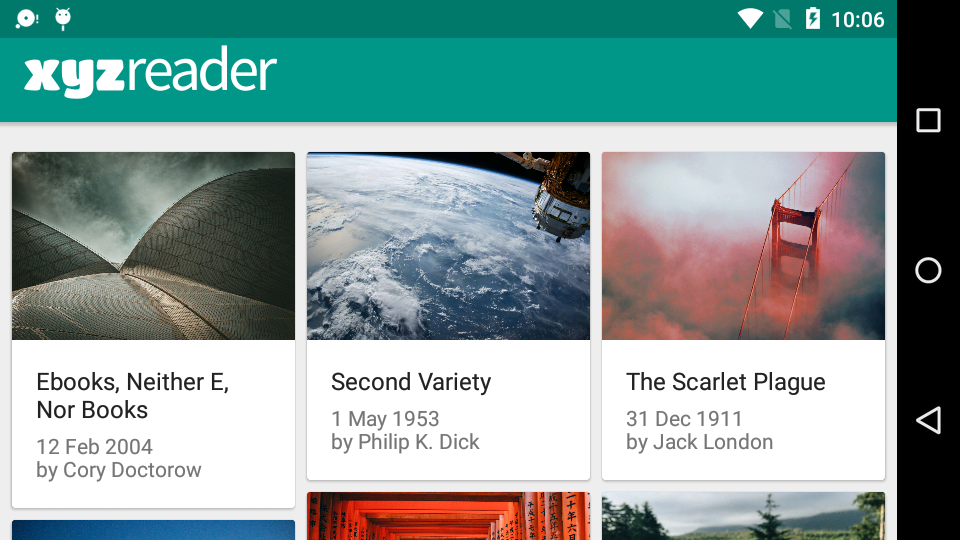 10:06
xyzreader
Ebooks, Neither E,
Nor Books
12 Feb 2004
by Cory Doctorow
Second Variety
1 May 1953
by Philip K. Dick
The Scarlet Plague
31 Dec 1911
by Jack London